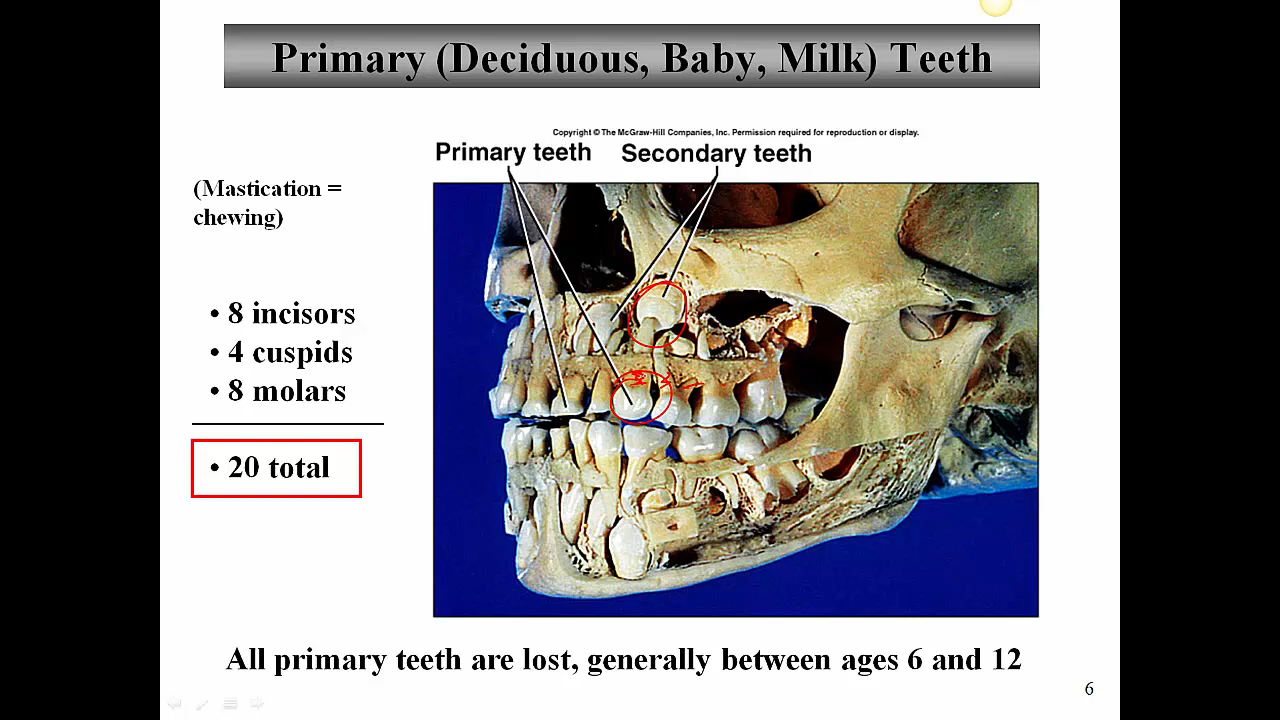 Primary (Deciduous, Baby, Milk) Teeth
Copyright © The McGraw-Hill Companies, Inc. Permission required for reproduction or display.
Primary teeth Secondary teeth
(Mastication =
chewing)
• 8 incisors
• 4 cuspids
• 8 molars
• 20 total
All primary teeth are lost, generally between ages 6 and 12
6